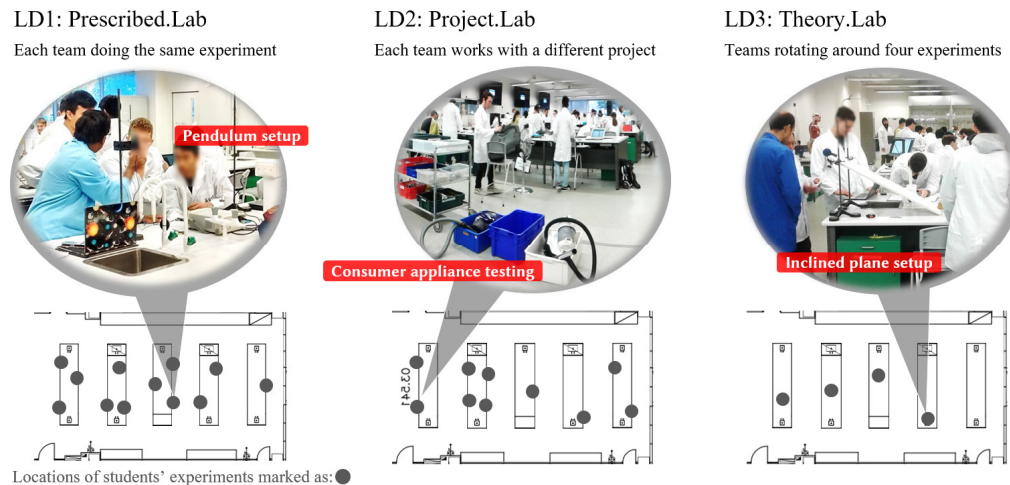 LD1: Prescribed.Lab
Each team doing the same experiment
Pendulum setup
LD2: Project.Lab
Each team works with a different project
Consumer appliance testing
03.541
LD3: Theory.Lab
Teams rotating around four experiments
Inclined plane setup
Locations of students’ experiments marked as: